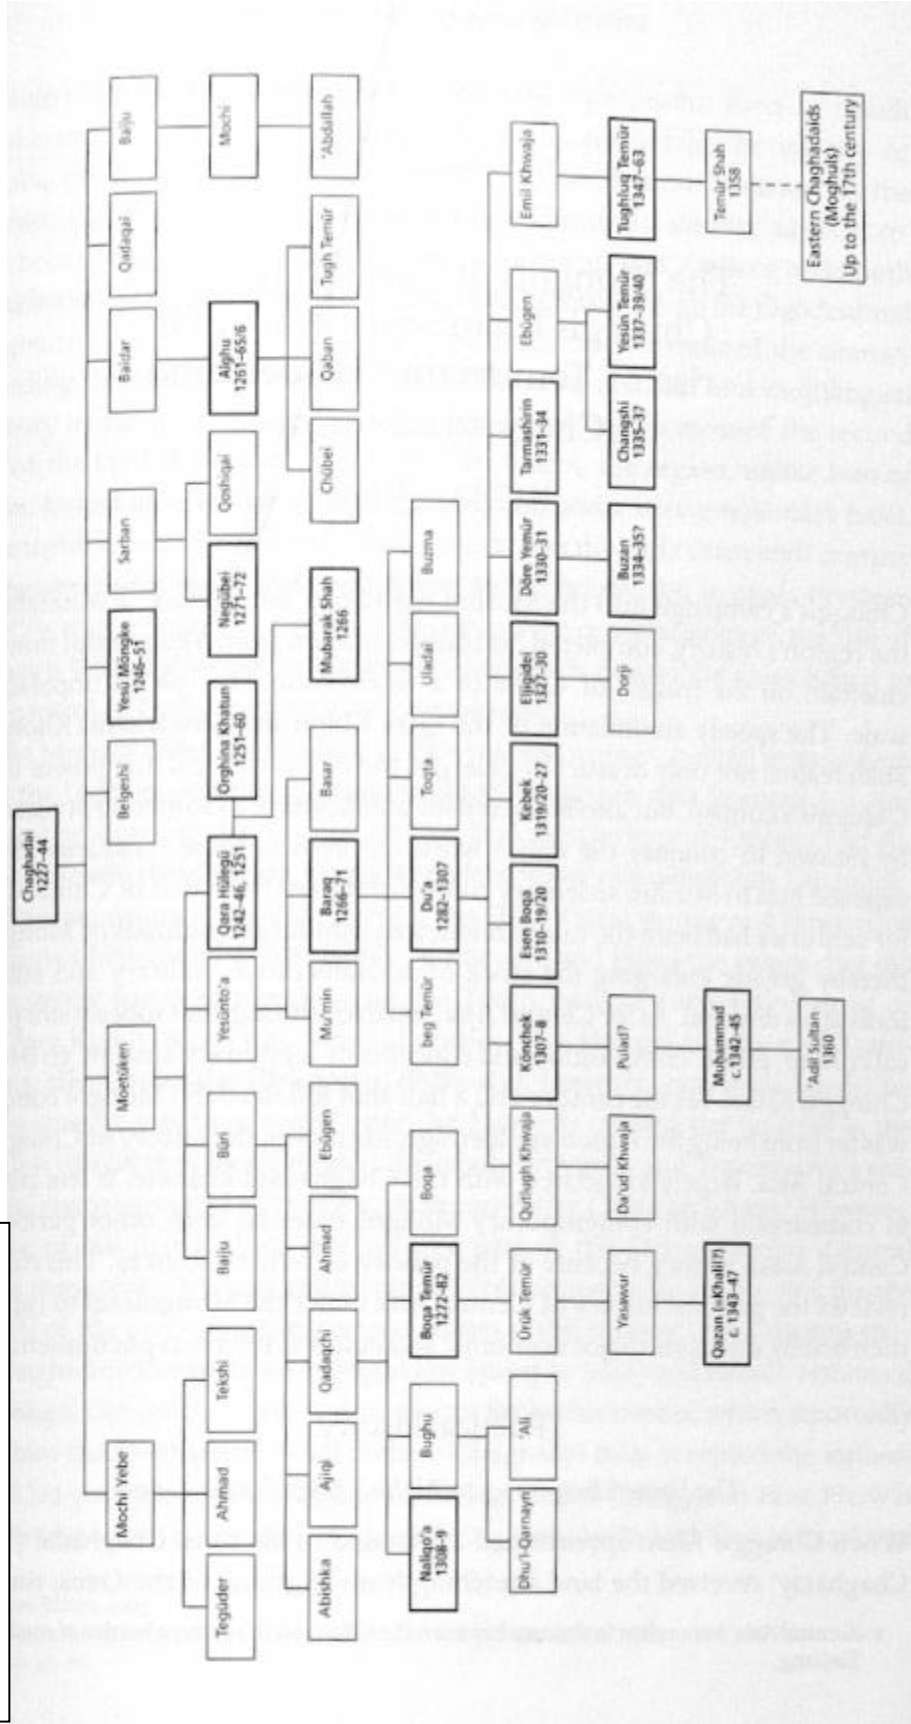 Chaghadai
1227–44
Mochi Yebe
Moetüken
Belgeshi
Yesü Möngke
1246–51
Sarban
Baidar
Qadaqai
Baiju
Tegüder
Ahmad
Tekshi
Baiju
Büri
Yesünto'a
Qara Hülegü
1242–46, 1251
Orghina Khatun
1251–60
Negübei
1271–72
Qoshiqai
Alghu
1261–65/6
Mochi
Abishka
Ajiqi
Qadaqchi
Ahmad
Ebügen
Mu'min
Baraq
1266–71
Basar
Mubarak Shah
1266
Chübei
Qaban
Tugh Temür
'Abdullah
Naliqo'a
1308–9
Bughu
Boqa Temür
1272–82
Boqa
beg Temür
Du'a
1282–1307
Toqta
Uladai
Buzma
Dhu'l-Qarnayn
'Ali
Ürük Temür
Qutlugh Khwaja
Könchek
1307–8
Esen Boqa
1310–19/20
Kebek
1319/20–27
Eljigidei
1327–30
Döre Yemür
1330–31
Tarmashirin
1331–34
Ebügen
Emil Khwaja
Yasawur
Da'ud Khwaja
Pulad?
Dorji
Buzan
1334–35?
Changshi
1335–37
Yesün Temür
1337–39/40
Tughluq Temür
1347–63
Qazan (=Khalil?)
c. 1343–47
Muhammad
c.1342–45
Temür Shah
1358
'Adil Sultan
1360
Eastern Chaghadaids
(Moghuls)
Up to the 17th century